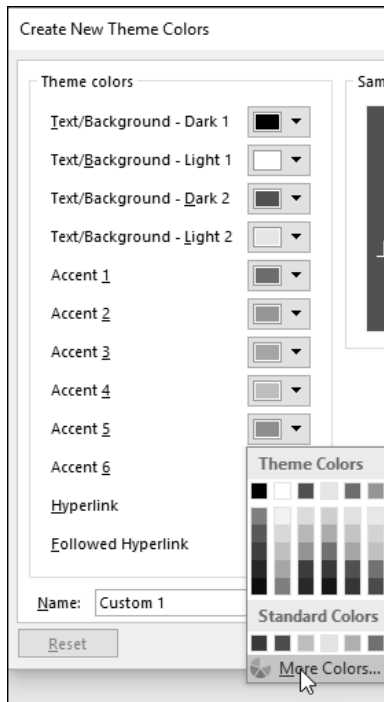 Create New Theme Colors
Theme colors
Sam
Text/Background - Dark 1
Text/Background - Light 1
Text/Background - Dark 2
Text/Background - Light 2
Accent 1
Accent 2
Accent 3
Accent 4
Accent 5
Accent 6
Hyperlink
Followed Hyperlink
Name: Custom 1
Reset
Theme Colors
Standard Colors
More Colors...